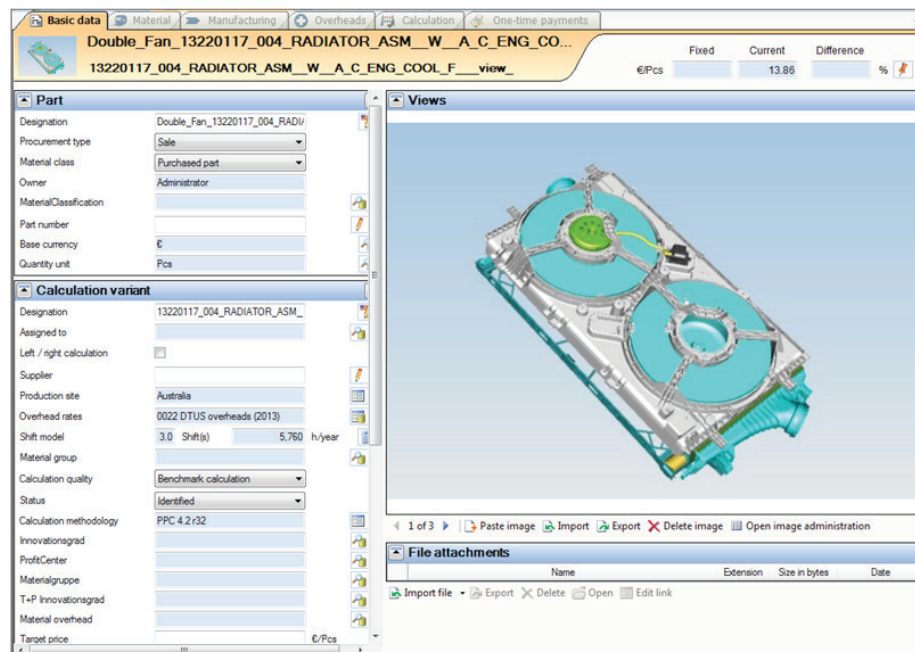 Basic data Material Manufacturing Overheads Calculation One-time payments
Double_Fan_13220117_004_RADIATOR_ASM__W__A_C_ENG_CO...
13220117_004_RADIATOR_ASM__W__A_C_ENG_COOL_F___view_
Fixed Current Difference
€/Pcs 13.86 %
Part
Designation Double_Fan_13220117_004_RADI
Procurement type Sale
Material class Purchased part
Owner Administrator
MaterialClassification
Part number
Base currency €
Quantity unit Pcs
Calculation variant
Designation 13220117_004_RADIATOR_ASM_
Assigned to
Left / right calculation
Supplier
Production site Australia
Overhead rates 0022 DTUS overheads (2013)
Shift model 3.0 Shift(s) 5,760 h/year
Material group
Calculation quality Benchmark calculation
Status Identified
Calculation methodology PPC 4.2 r32
Innovationsgrad
ProfitCenter
Materialgruppe
T+P Innovationsgrad
Material overhead
Target price €/Pcs
Views
1 of 3 Paste image Import Export Delete image Open image administration
File attachments
Name Extension Size in bytes Date
Import file Export Delete Open Edit link